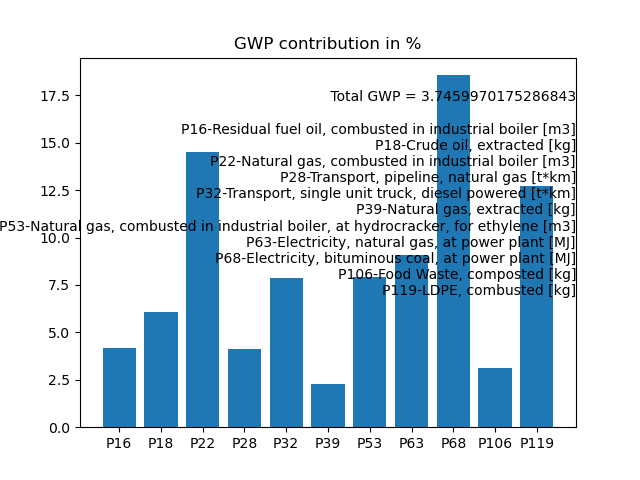 GWP contribution in %
17.5
15.0
12.5
10.0
7.5
5.0
2.5
0.0
Total GWP = 3.7459970175286843
P16-Residual fuel oil, combusted in industrial boiler [m3]
P18-Crude oil, extracted [kg]
P22-Natural gas, combusted in industrial boiler [m3]
P28-Transport, pipeline, natural gas [t*km]
P32-Transport, single unit truck, diesel powered [t*km]
P39-Natural gas, extracted [kg]
P53-Natural gas, combusted in industrial boiler, at hydrocracker, for ethylene [m3]
P63-Electricity, natural gas, at power plant [MJ]
P68-Electricity, bituminous coal, at power plant [MJ]
P106-Food Waste, composted [kg]
P119-LDPE, combusted [kg]
P16 P18 P22 P28 P32 P39 P53 P63 P68 P106 P119